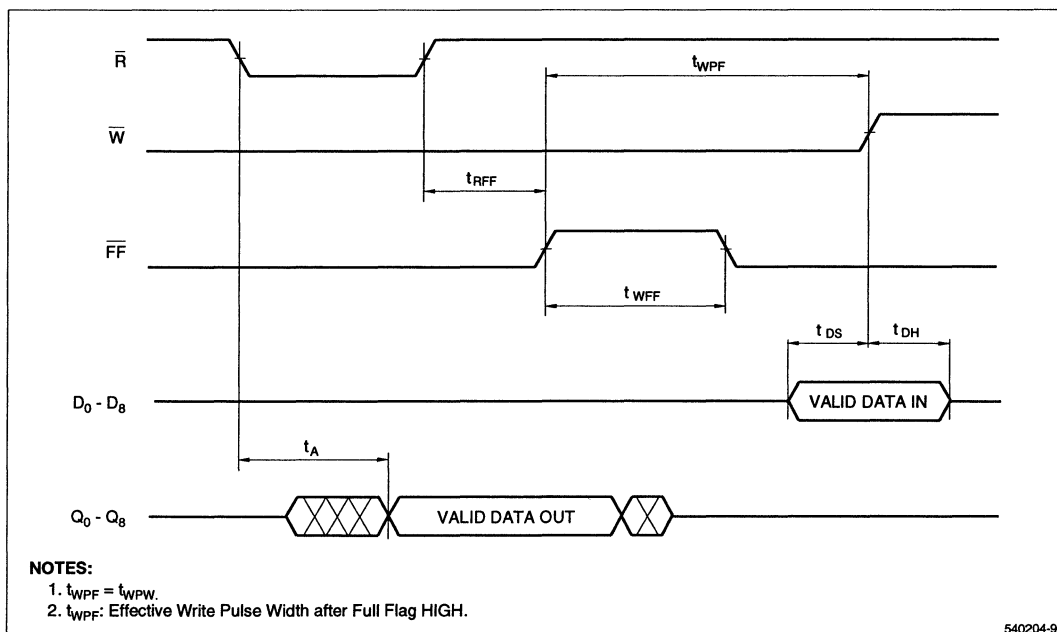 R̅
tWPF
W̅
tRFF
F̅F̅
tWFF
tDS
tDH
D0 - D8
VALID DATA IN
tA
Q0 - Q8
VALID DATA OUT
NOTES:
1. tWPF = tWPW.
2. tWPF: Effective Write Pulse Width after Full Flag HIGH.
540204-9